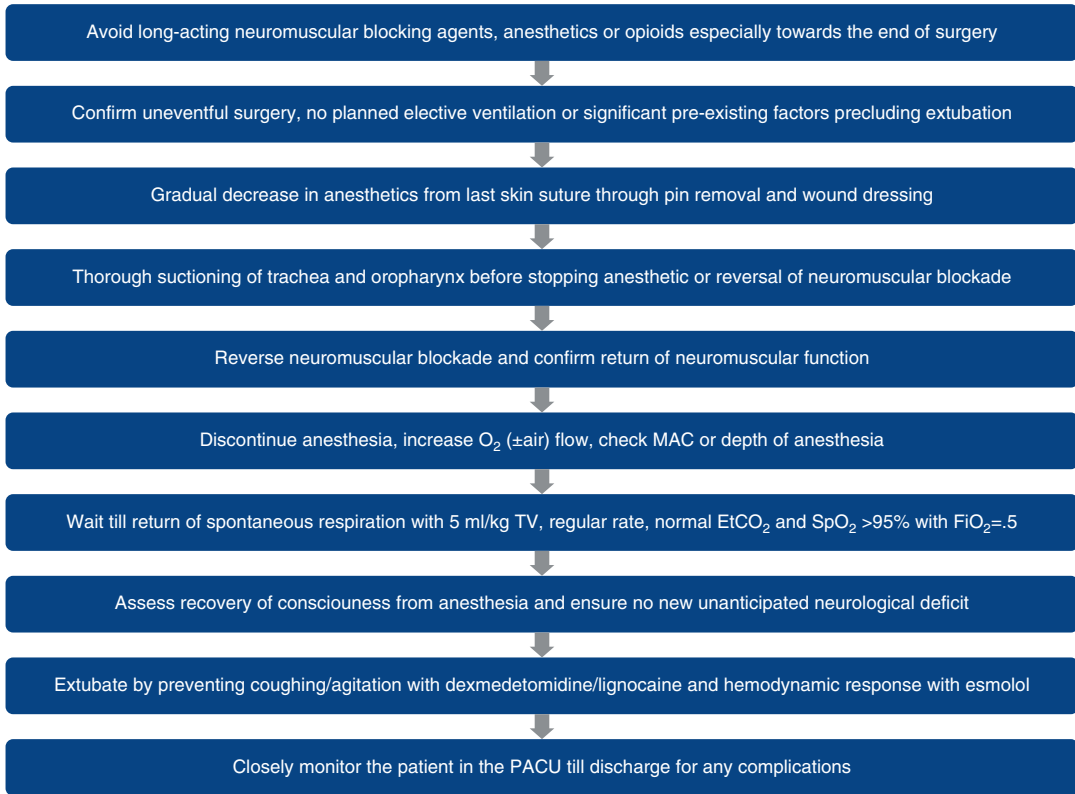 Avoid long-acting neuromuscular blocking agents, anesthetics or opioids especially towards the end of surgery
Confirm uneventful surgery, no planned elective ventilation or significant pre-existing factors precluding extubation
Gradual decrease in anesthetics from last skin suture through pin removal and wound dressing
Thorough suctioning of trachea and oropharynx before stopping anesthetic or reversal of neuromuscular blockade
Reverse neuromuscular blockade and confirm return of neuromuscular function
Discontinue anesthesia, increase O₂ (±air) flow, check MAC or depth of anesthesia
Wait till return of spontaneous respiration with 5 ml/kg TV, regular rate, normal EtCO₂ and SpO₂ >95% with FiO₂=.5
Assess recovery of consciouness from anesthesia and ensure no new unanticipated neurological deficit
Extubate by preventing coughing/agitation with dexmedetomidine/lignocaine and hemodynamic response with esmolol
Closely monitor the patient in the PACU till discharge for any complications